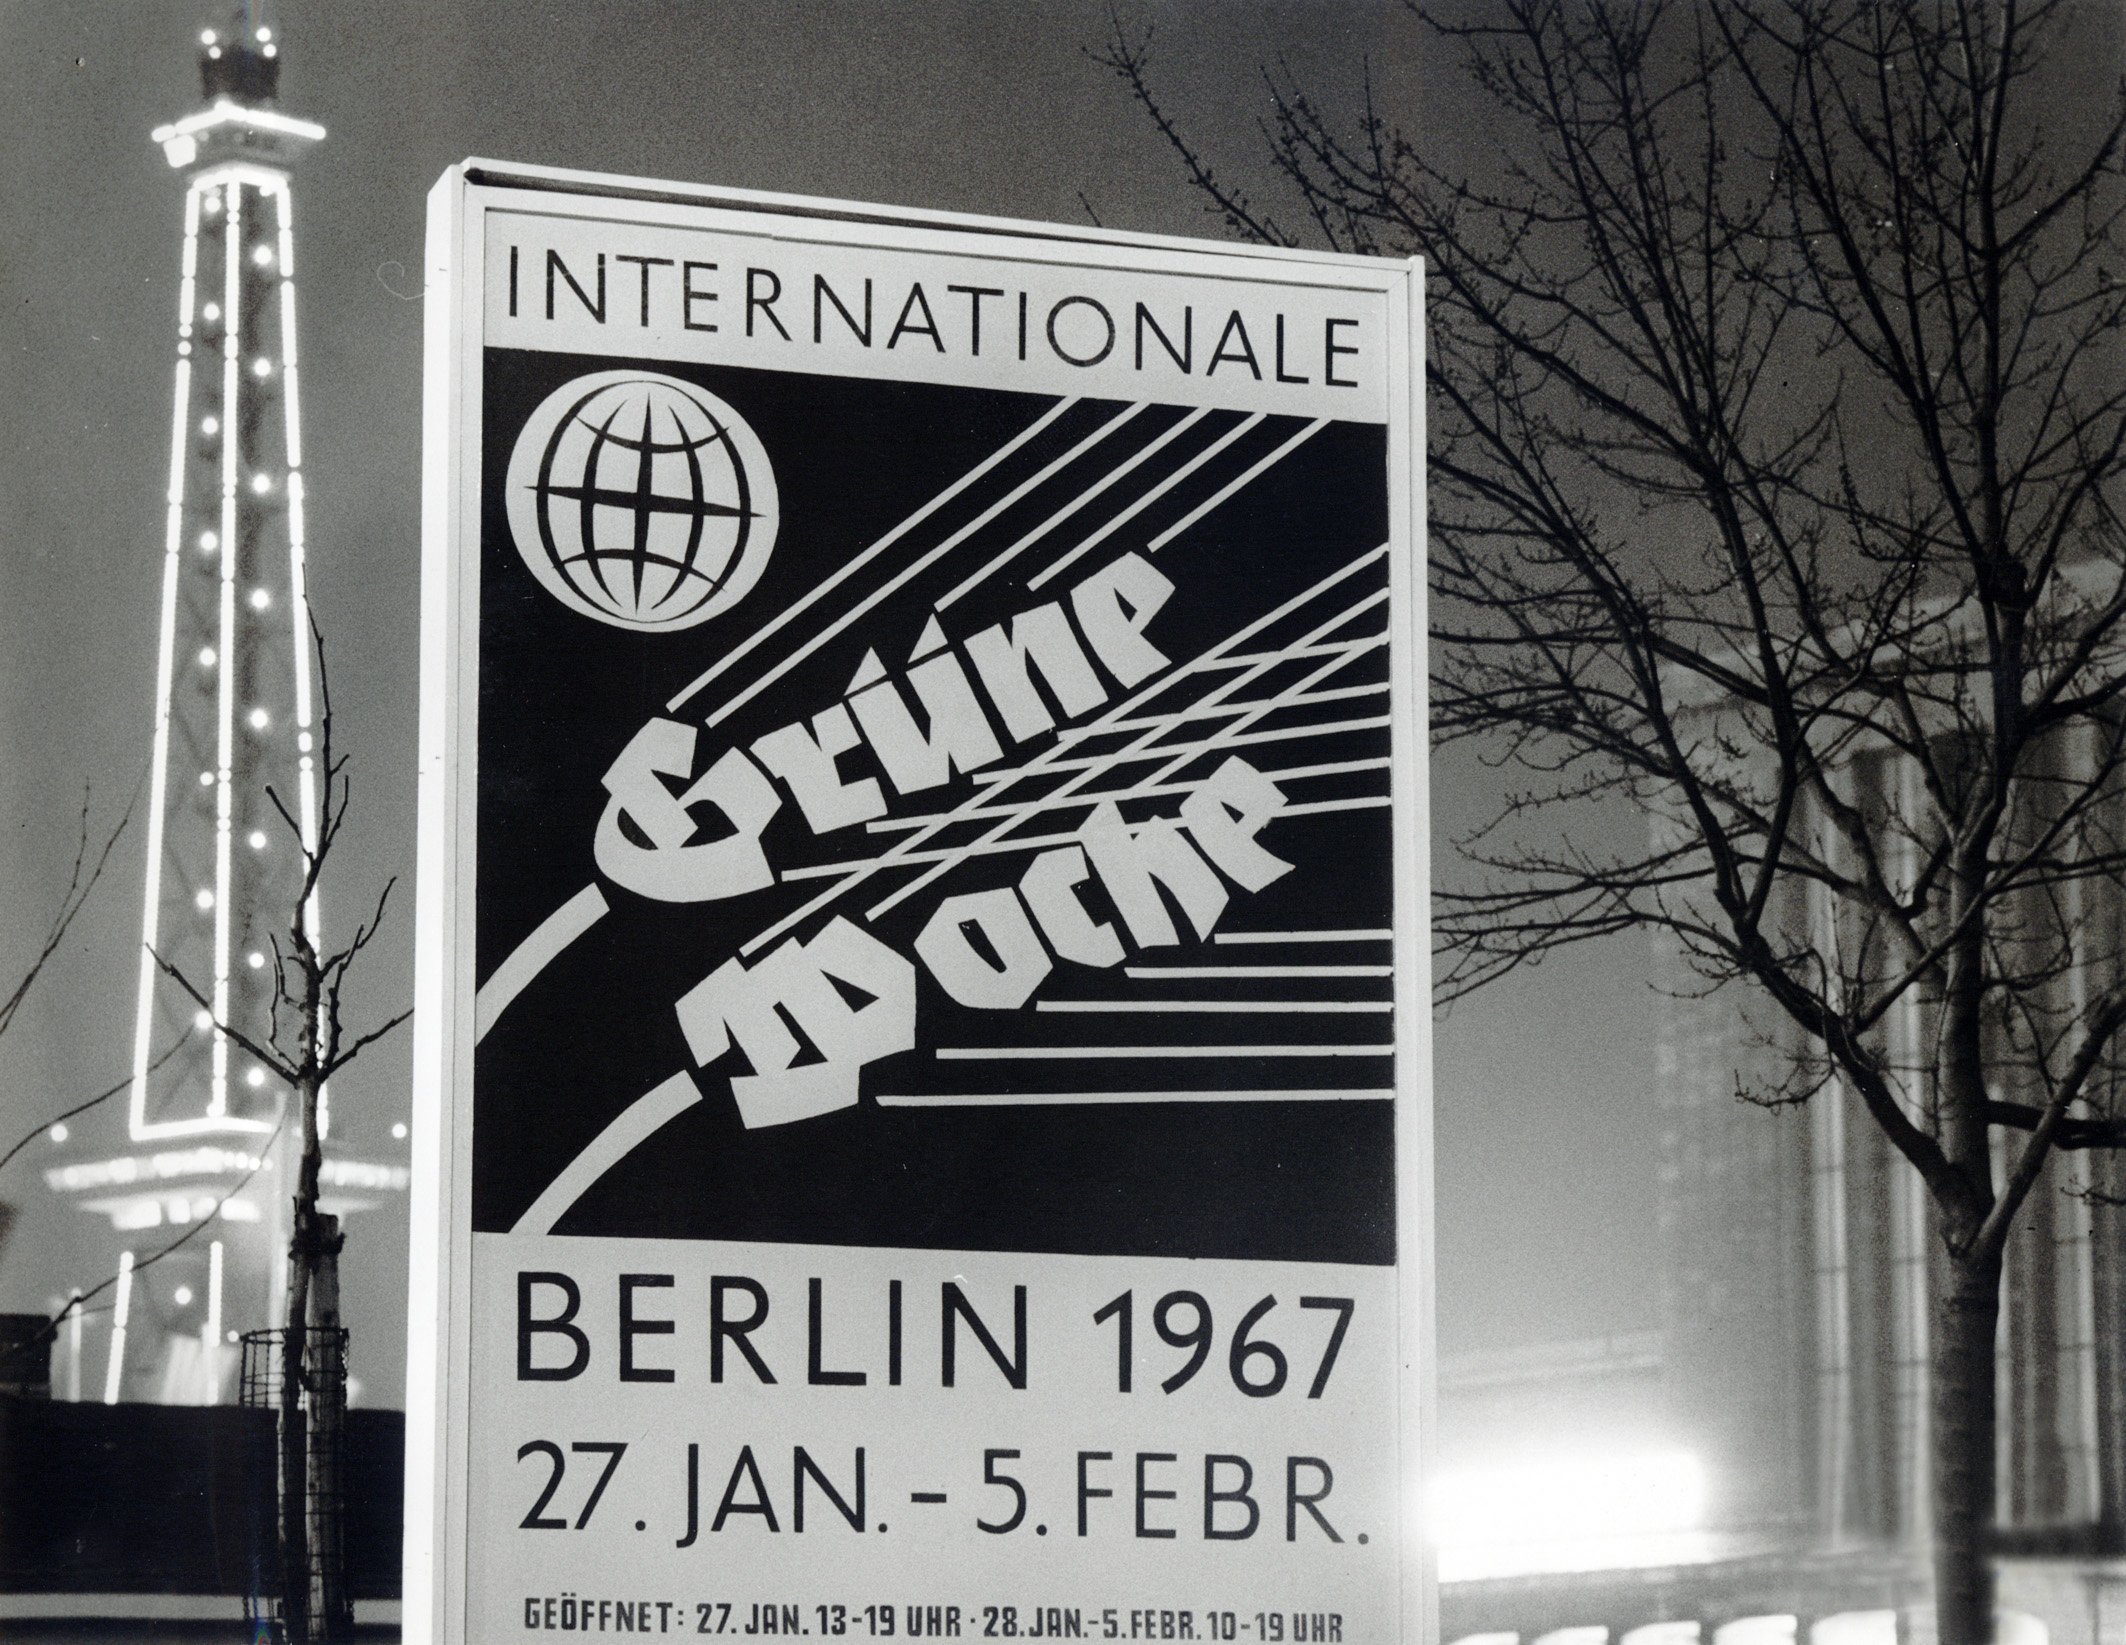 INTERNATIONALE
Grüne
Woche
BERLIN 1967
27. JAN. - 5. FEBR.
GEÖFFNET: 27. JAN. 13-19 UHR · 28. JAN.-5. FEBR. 10-19 UHR